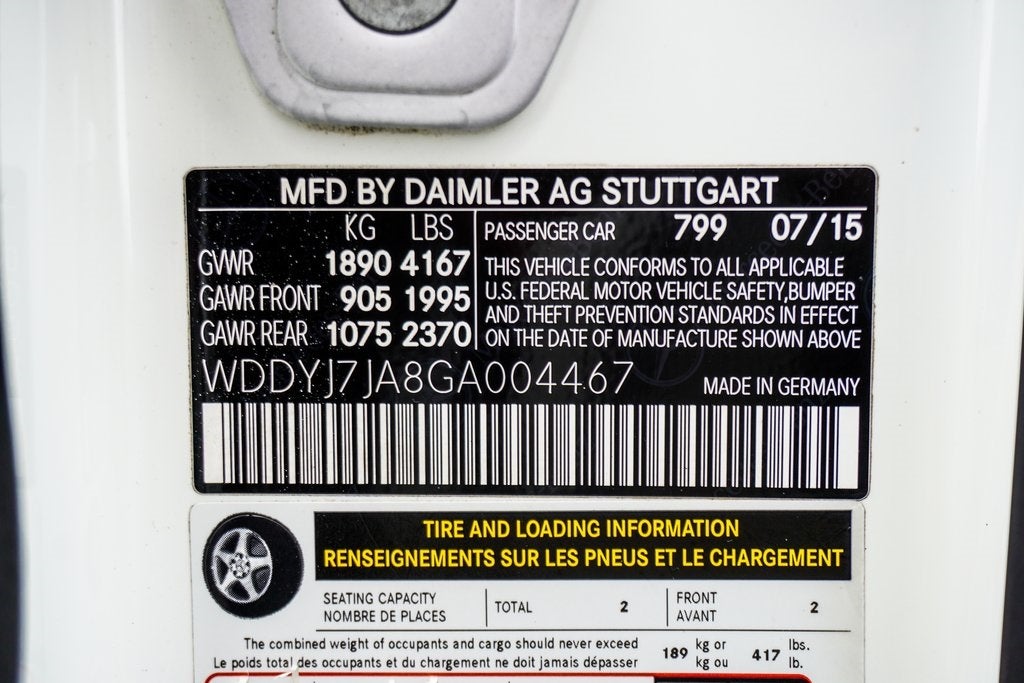 MFD BY DAIMLER AG STUTTGART
KG LBS
GVWR 1890 4167
GAWR FRONT 905 1995
GAWR REAR 1075 2370
PASSENGER CAR 799 07/15
THIS VEHICLE CONFORMS TO ALL APPLICABLE
U.S. FEDERAL MOTOR VEHICLE SAFETY,BUMPER
AND THEFT PREVENTION STANDARDS IN EFFECT
ON THE DATE OF MANUFACTURE SHOWN ABOVE
WDDYJ7JA8GA004467
MADE IN GERMANY
TIRE AND LOADING INFORMATION
RENSEIGNEMENTS SUR LES PNEUS ET LE CHARGEMENT
SEATING CAPACITY
NOMBRE DE PLACES
TOTAL 2
FRONT
AVANT
2
The combined weight of occupants and cargo should never exceed
Le poids total des occupants et du chargement ne doit jamais dépasser
189
kg or
kg ou
417
lbs.
lb.